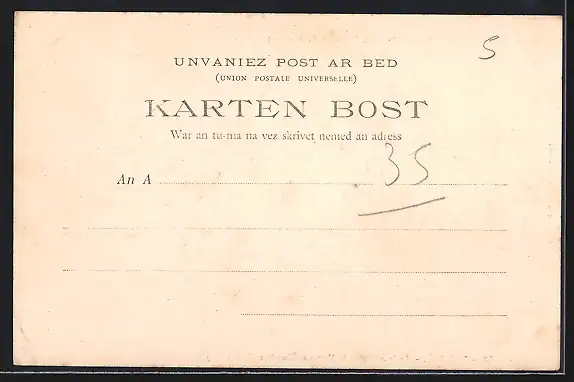 5
UNVANIEZ POST AR BED
(UNION POSTALE UNIVERSELLE)
KARTEN BOST
War an tu-ma na vez skrivet nemed an adress
35
An A